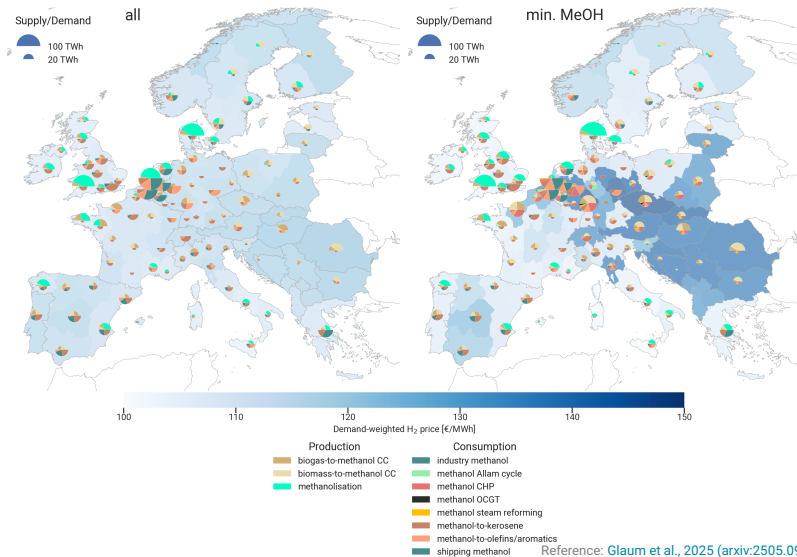 all
min. MeOH
Supply/Demand
100 TWh
20 TWh
Supply/Demand
100 TWh
20 TWh
100 110 120 130 140 150
Demand-weighted H₂ price [€/MWh]
Production
biogas-to-methanol CC
biomass-to-methanol CC
methanolisation
Consumption
industry methanol
methanol Allam cycle
methanol CHP
methanol OCGT
methanol steam reforming
methanol-to-kerosene
methanol-to-olefins/aromatics
shipping methanol
Reference: Glaum et al., 2025 (arxiv:2505.09